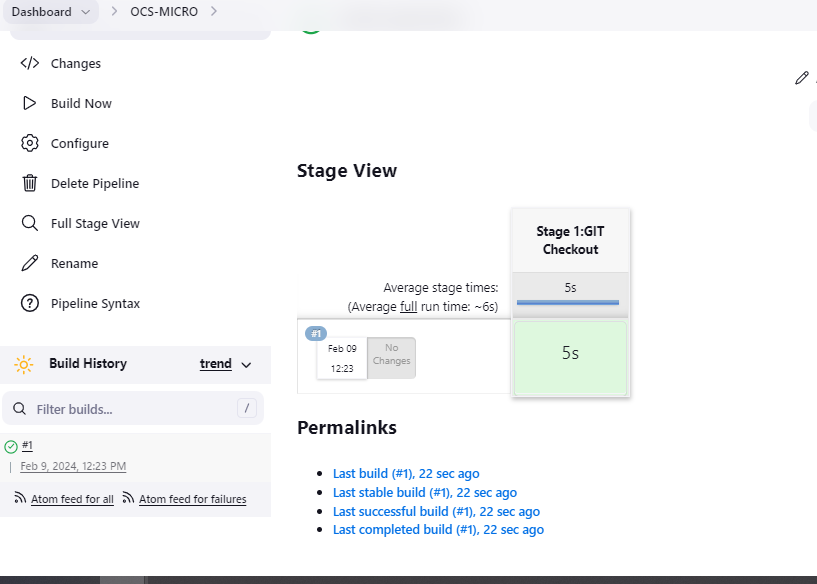 Dashboard
OCS-MICRO
Changes
Build Now
Configure
Delete Pipeline
Full Stage View
Rename
Pipeline Syntax
Build History
trend
Filter builds...
/
#1
Feb 9, 2024, 12:23 PM
Atom feed for all
Atom feed for failures
Stage View
Stage 1:GIT
Checkout
Average stage times:
(Average full run time: ~6s)
5s
#1
Feb 09
12:23
No
Changes
5s
Permalinks
Last build (#1), 22 sec ago
Last stable build (#1), 22 sec ago
Last successful build (#1), 22 sec ago
Last completed build (#1), 22 sec ago